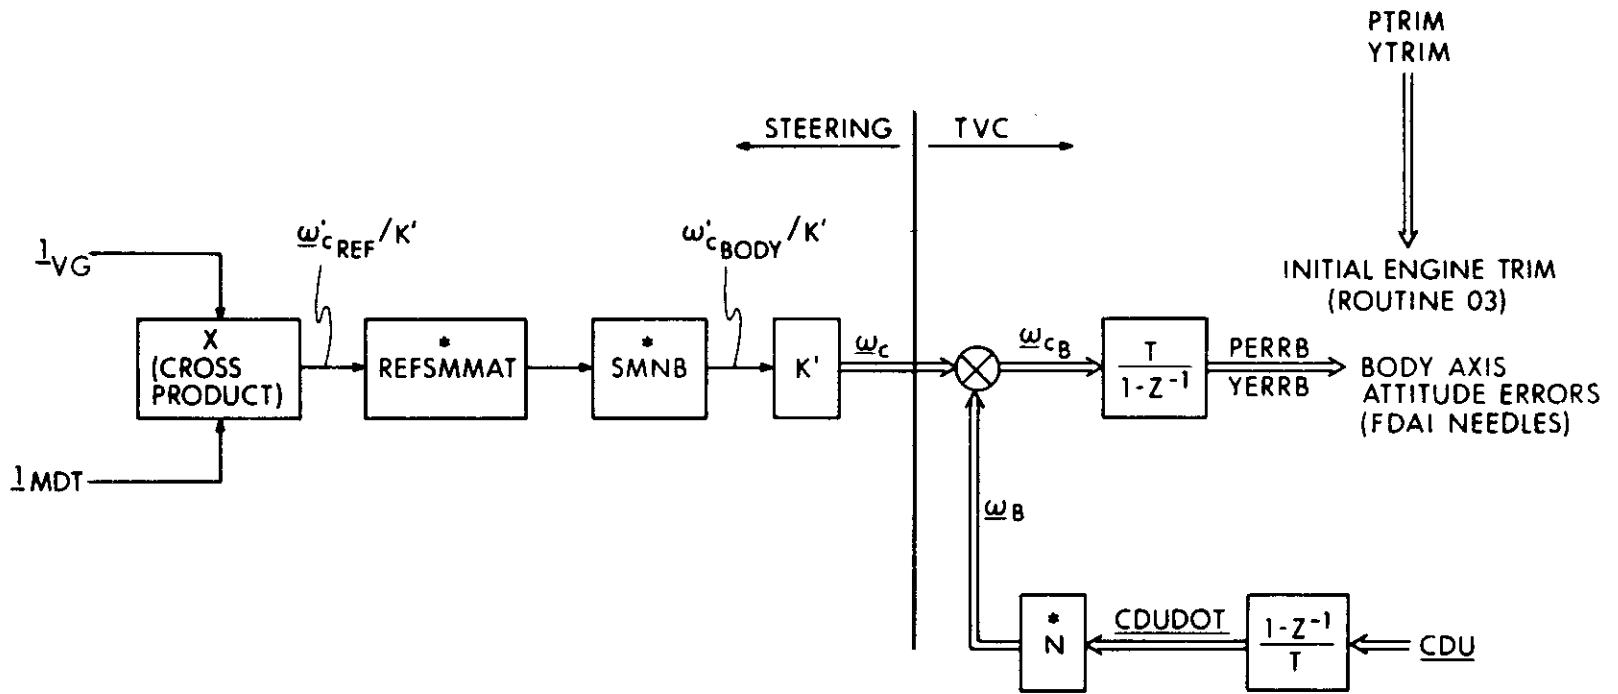 PTRIM
YTRIM
STEERING
TVC
1VG
ω'cREF/K'
ω'cBODY/K'
INITIAL ENGINE TRIM
(ROUTINE 03)
X
(CROSS
PRODUCT)
*
REFSMMAT
*
SMNB
K'
ωc
ωcB
T
1-Z⁻¹
PERRB
YERRB
BODY AXIS
ATTITUDE ERRORS
(FDAI NEEDLES)
1MDT
ωB
*
N
CDUDOT
1-Z⁻¹
T
CDU